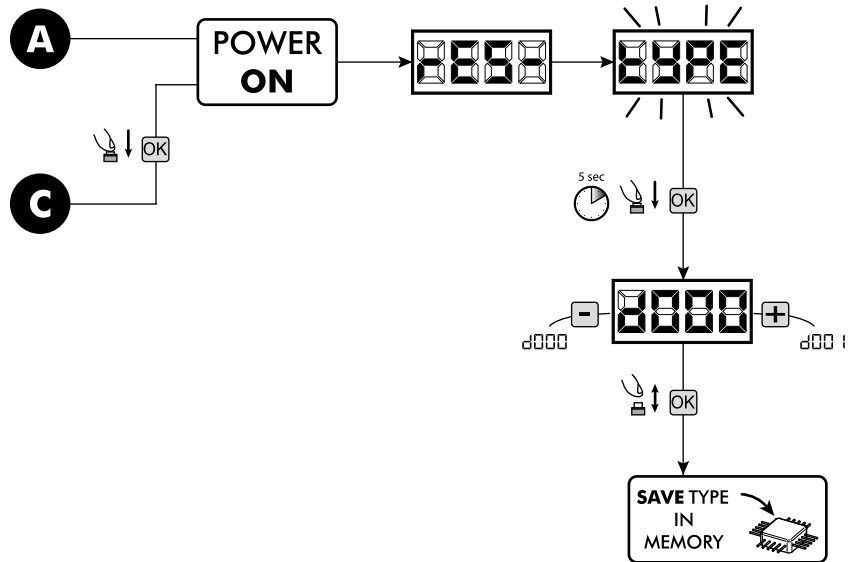 A
POWER
ON
rES-
tYPE
OK
C
5 sec
OK
d000
-
+
d000
d001
OK
SAVE TYPE
IN
MEMORY